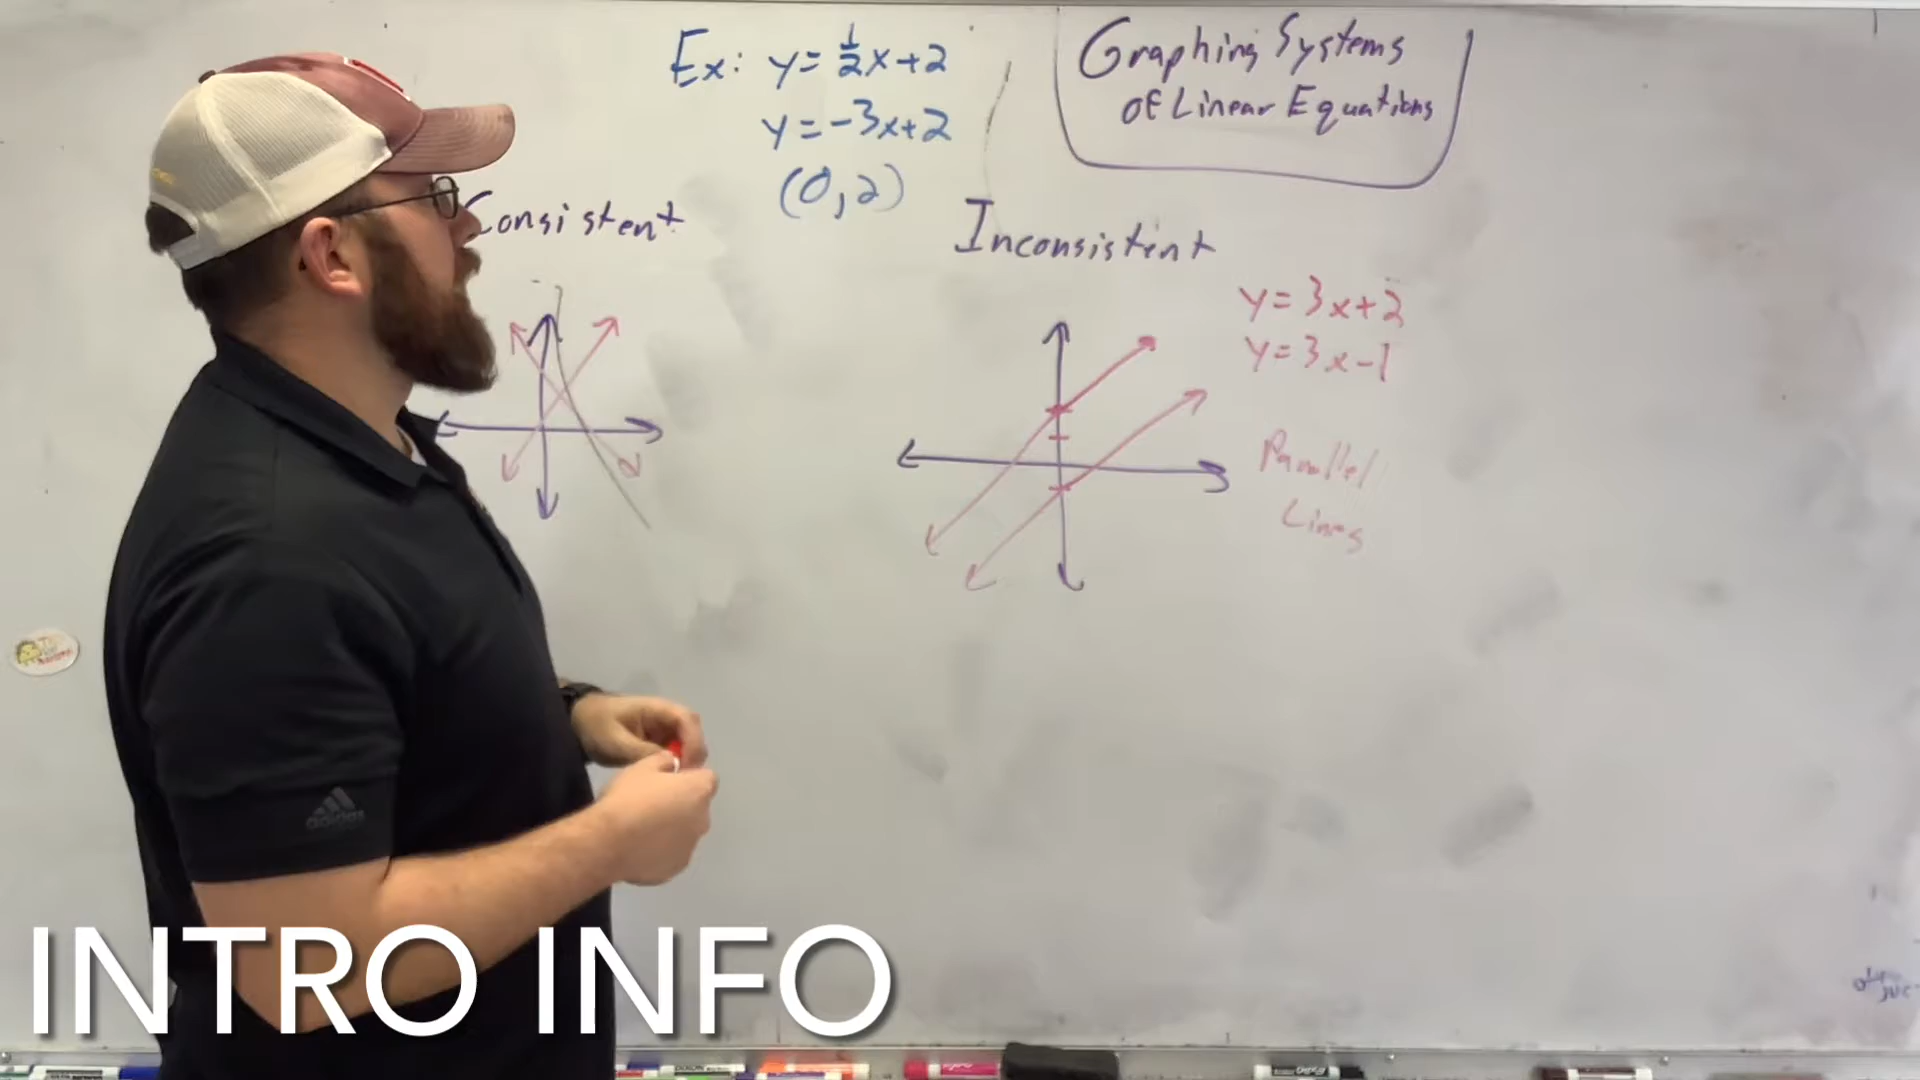 Ex: y=½x+2
y=-3x+2
(0,2)
Graphing Systems
of Linear Equations
Consistent
Inconsistent
y=3x+2
y=3x-1
Parallel
Lines
adidas
INTRO INFO